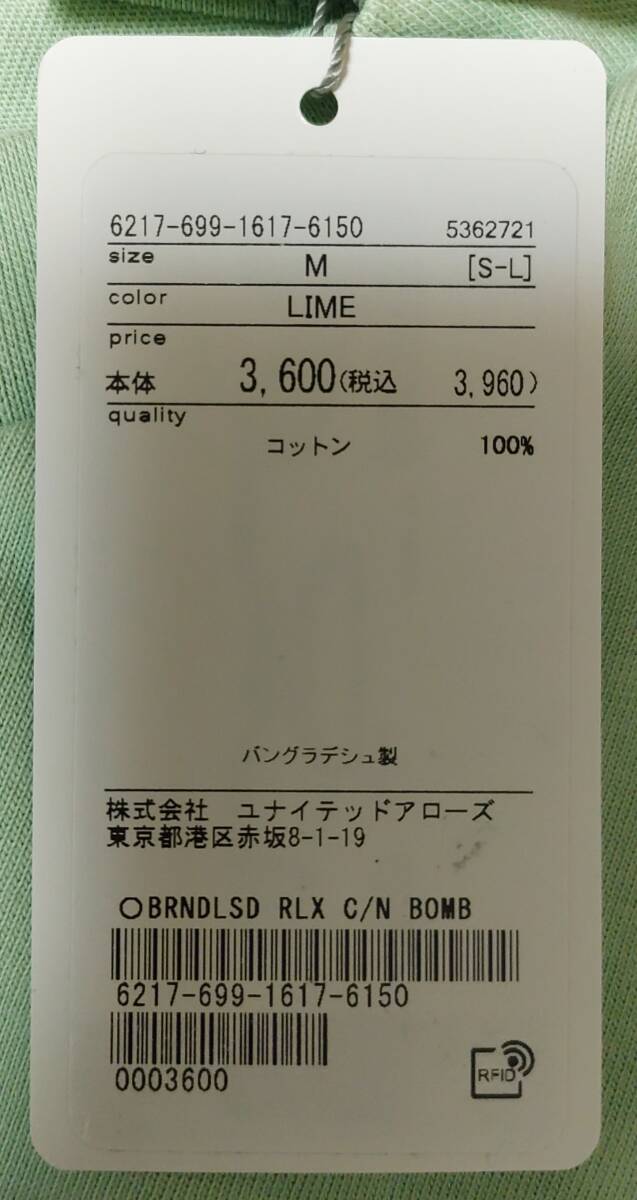 6217-699-1617-6150 5362721
size M [S-L]
color LIME
price
本体 3,600(税込 3,960)
quality
コットン 100%
バングラデシュ製
株式会社 ユナイテッドアローズ
東京都港区赤坂8-1-19
○BRNDLSD RLX C/N BOMB
6217-699-1617-6150
0003600
RFID